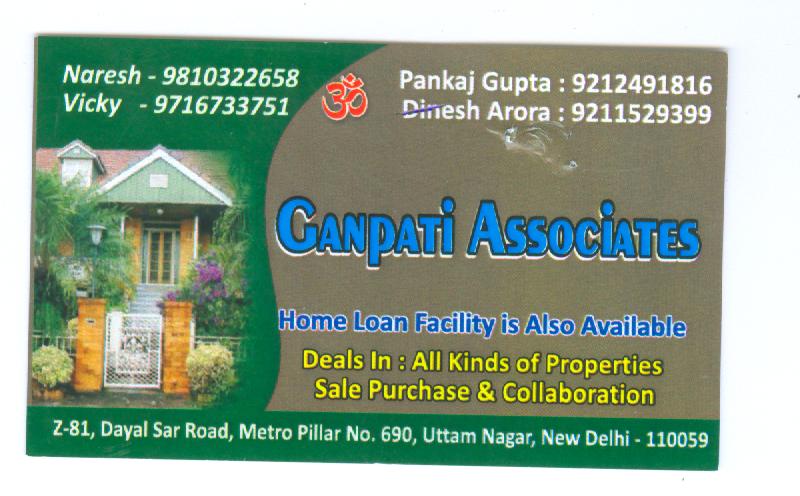 Naresh - 9810322658
Vicky - 9716733751
ॐ
Pankaj Gupta : 9212491816
Dinesh Arora : 9211529399
GANPATi ASSOCiATES
Home Loan Facility is Also Available
Deals In : All Kinds of Properties
Sale Purchase & Collaboration
Z-81, Dayal Sar Road, Metro Pillar No. 690, Uttam Nagar, New Delhi - 110059